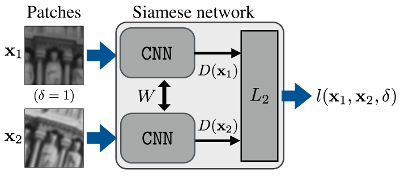 Patches
Siamese network
x₁
CNN
D(x₁)
(δ = 1)
W
L₂
l(x₁, x₂, δ)
x₂
CNN
D(x₂)